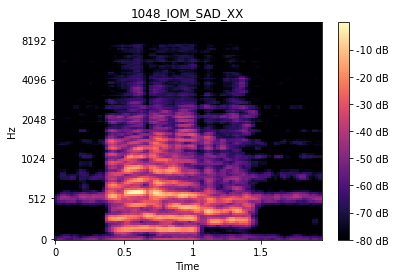 1048_IOM_SAD_XX
8192
4096
2048
1024
512
0
Hz
0
0.5
1
1.5
Time
-10 dB
-20 dB
-30 dB
-40 dB
-50 dB
-60 dB
-70 dB
-80 dB